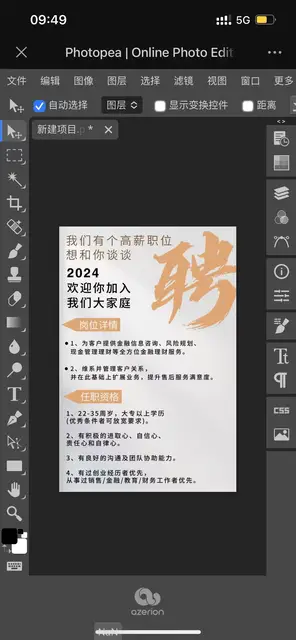 09:49
5G
Photopea | Online Photo Edit
文件 编辑 图像 图层 选择 滤镜 视图 窗口 更多
自动选择 图层 显示变换控件 距离
新建项目.p *
我们有个高薪职位
想和你谈谈
聘
2024
欢迎你加入
我们大家庭
岗位详情
1、为客户提供金融信息咨询、风险规划、
现金管理理财等全方位金融理财服务。
2、维系并管理客户关系,
并在此基础上扩展业务，提升售后服务满意度。
任职资格
1、22-35周岁，大专以上学历
(优秀条件者可放宽要求)。
2、有积极的进取心、自信心、
责任心和自律心。
3、有良好的沟通及团队协助能力。
4、有过创业经历者优先，
从事过销售/金融/教育/财务工作者优先。
CSS
azerion
NaN